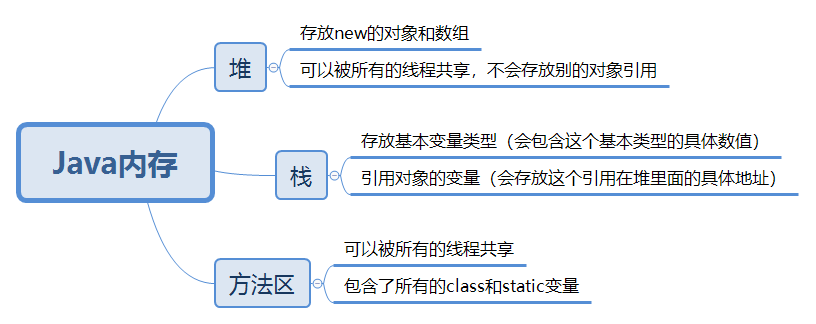 堆
存放new的对象和数组
可以被所有的线程共享，不会存放别的对象引用
Java内存
栈
存放基本变量类型（会包含这个基本类型的具体数值）
引用对象的变量（会存放这个引用在堆里面的具体地址）
方法区
可以被所有的线程共享
包含了所有的class和static变量